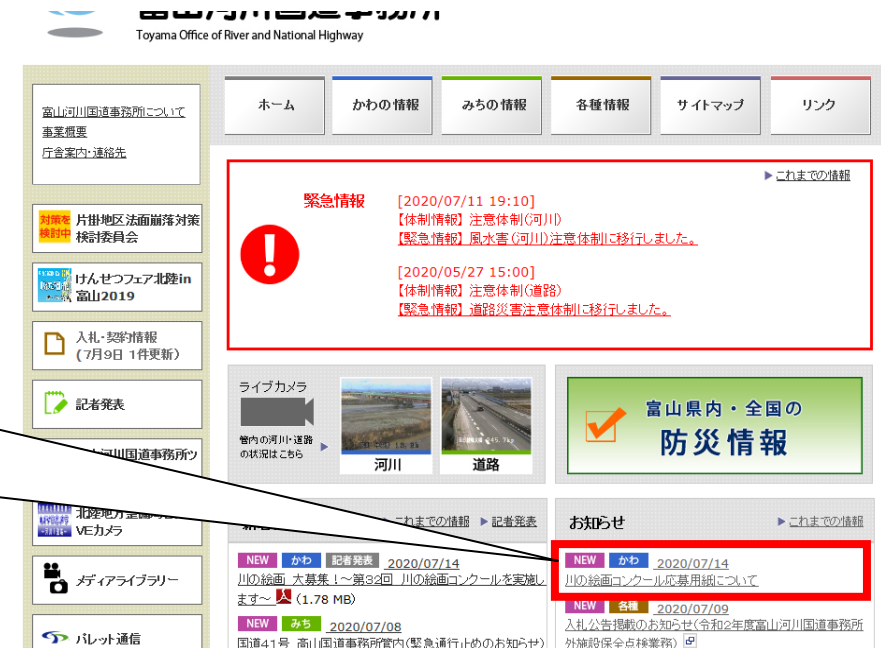 Toyama Office of River and National Highway
富山河川国道事務所について
事業概要
庁舎案内・連絡先
ホーム
かわの情報
みちの情報
各種情報
サイトマップ
リンク
これまでの情報
緊急情報
[2020/07/11 19:10]
【体制情報】注意体制(河川)
【緊急情報】風水害(河川)注意体制に移行しました。
[2020/05/27 15:00]
【体制情報】注意体制(道路)
【緊急情報】道路災害注意体制に移行しました。
対策を
検討中
片掛地区法面崩落対策
検討委員会
けんせつフェア北陸in
富山2019
入札・契約情報
(7月9日 1件更新)
記者発表
川国道事務所ツ
VEカメラ
メディアライブラリー
パレット通信
ライブカメラ
管内の河川・道路
の状況はこちら
河川
道路
富山県内・全国の
防災情報
これまでの情報 記者発表
NEW かわ 記者発表 2020/07/14
川の絵画 大募集!~第32回 川の絵画コンクールを実施し
ます~ (1.78 MB)
NEW みち 2020/07/08
国道41号 高山国道事務所管内(緊急通行止めのお知らせ)
お知らせ
これまでの情報
NEW かわ 2020/07/14
川の絵画コンクール応募用紙について
NEW 各種 2020/07/09
入札公告掲載のお知らせ(令和2年度富山河川国道事務所
外施設保全点検業務)